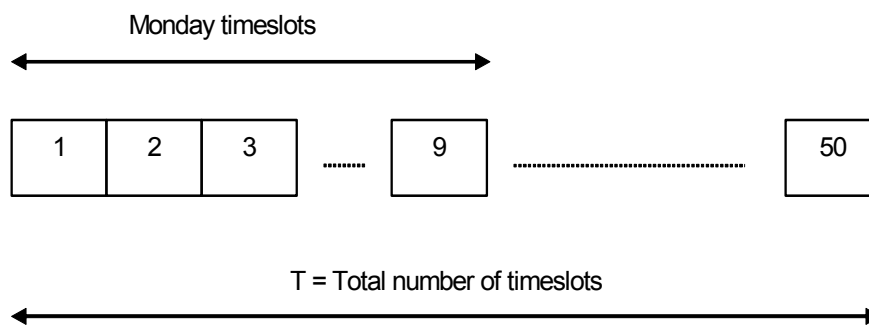 Monday timeslots
1 2 3 ........ 9 ........................................ 50
T = Total number of timeslots